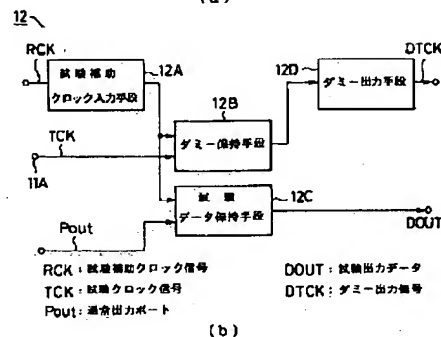 (a)
12
RCK
試験補助
クロック入力手段
12A
12D
ダミー出力手段
DTCK
12B
ダミー保持手段
TCK
11A
試験
データ保持手段
12C
Pout
DOUT
RCK:試験補助クロック信号
TCK:試験クロック信号
Pout:通常出力ポート
DOUT:試験出力データ
DTCK:ダミー出力信号
(b)